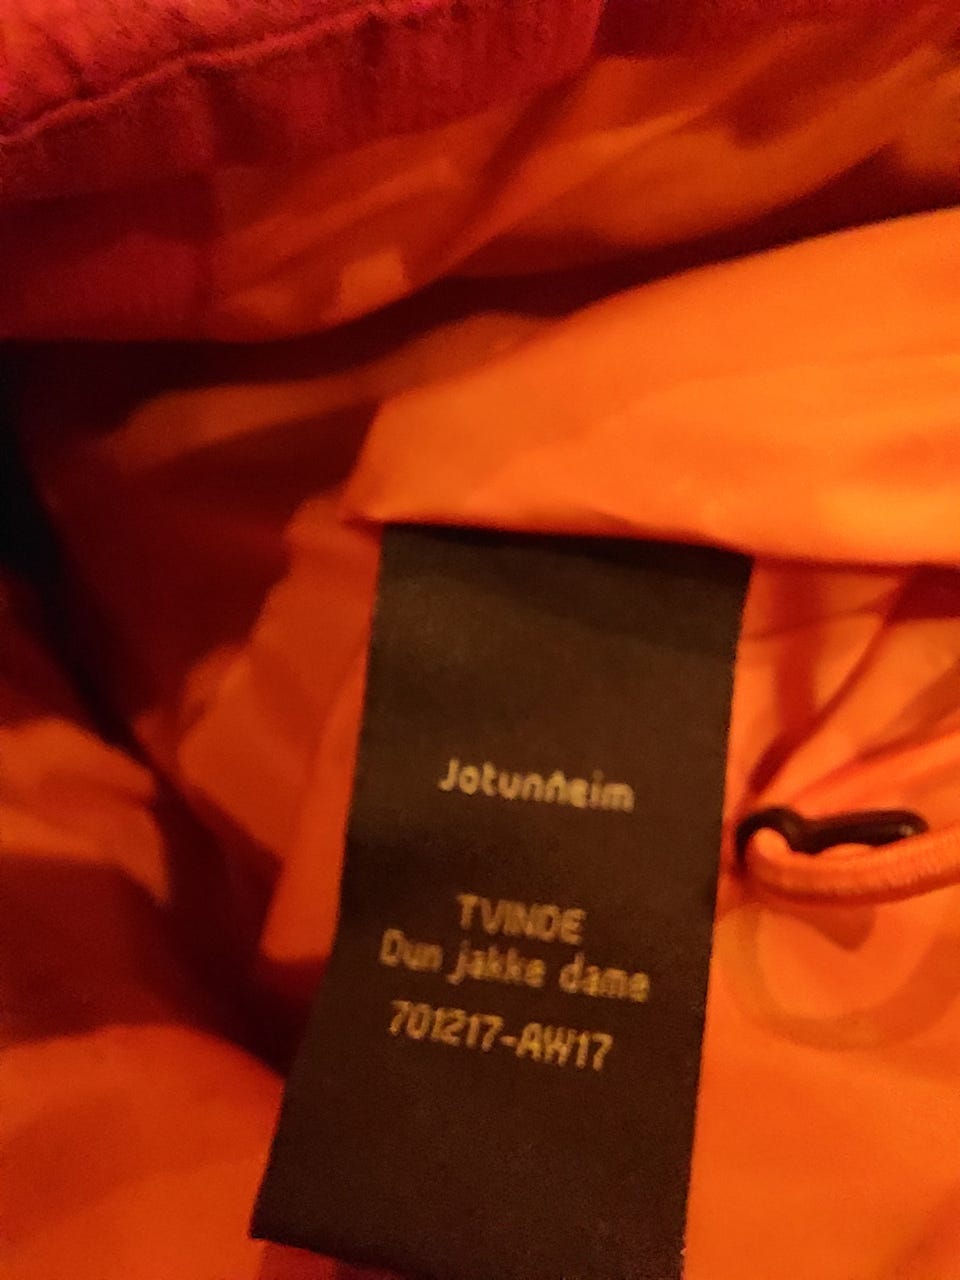 Jotunheim
TVINDE
Dun jakke dame
701217-AW17